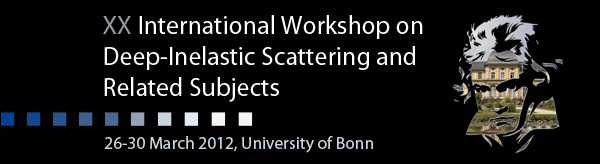 XX International Workshop on
Deep-Inelastic Scattering and
Related Subjects
26-30 March 2012, University of Bonn